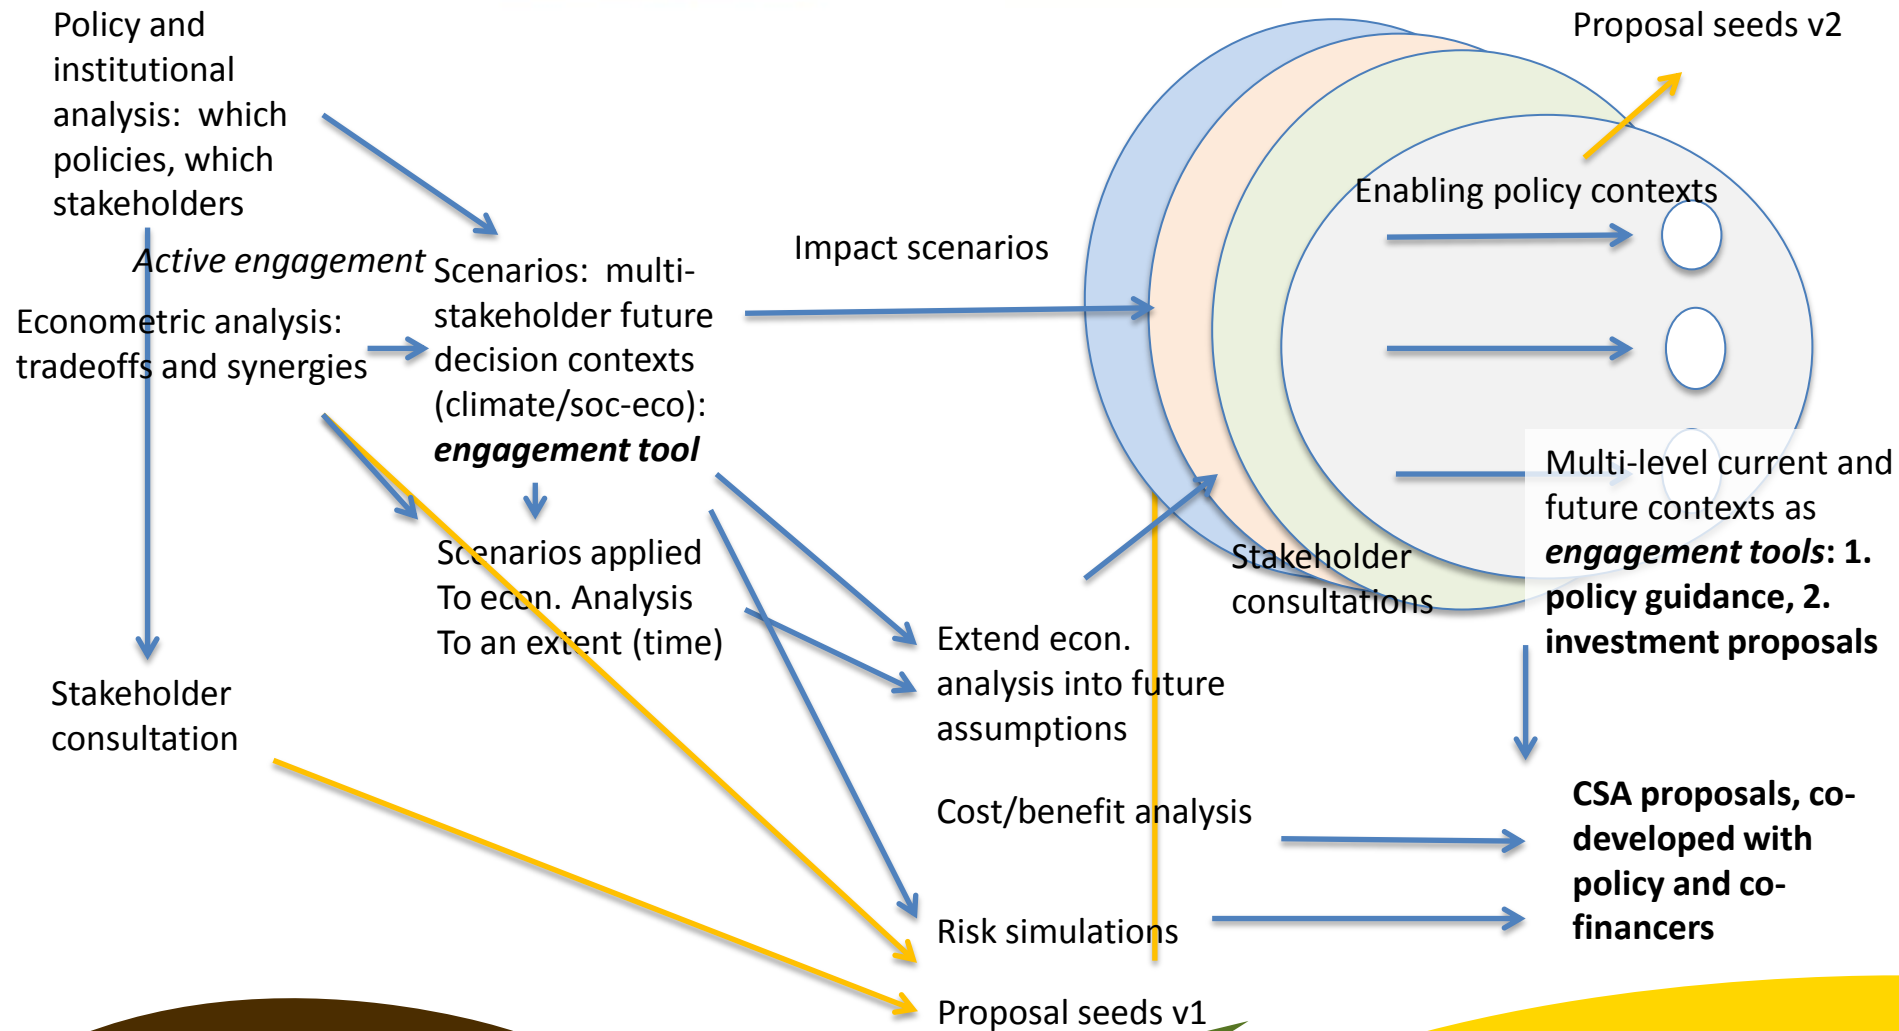 Policy and
institutional
analysis:  which
policies, which
stakeholders
Active engagement
Econometric analysis:
tradeoffs and synergies
Stakeholder
consultation
Scenarios:  multi-
stakeholder future
decision contexts
(climate/soc-eco):
engagement tool
Scenarios applied
To econ. Analysis
To an extent (time)
Impact scenarios
Extend econ.
analysis into future
assumptions
Cost/benefit analysis
Risk simulations
Proposal seeds v1
Proposal seeds v2
Enabling policy contexts
Stakeholder
consultations
Multi-level current and
future contexts as
engagement tools: 1.
policy guidance, 2.
investment proposals
CSA proposals, co-
developed with
policy and co-
financers